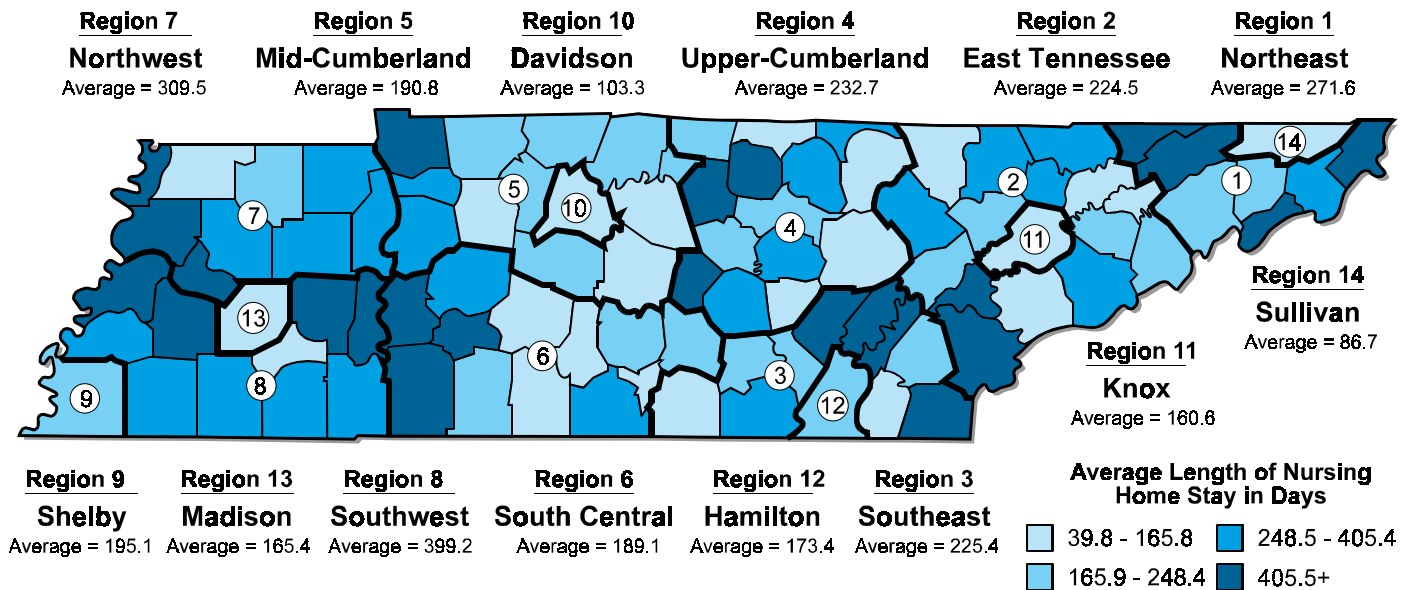 Region 7
Northwest
Average = 309.5
Region 5
Mid-Cumberland
Average = 190.8
Region 10
Davidson
Average = 103.3
Region 4
Upper-Cumberland
Average = 232.7
Region 2
East Tennessee
Average = 224.5
Region 1
Northeast
Average = 271.6
14
1
2
5
10
7
4
11
13
6
8
3
9
12
Region 14
Sullivan
Average = 86.7
Region 11
Knox
Average = 160.6
Region 9
Shelby
Average = 195.1
Region 13
Madison
Average = 165.4
Region 8
Southwest
Average = 399.2
Region 6
South Central
Average = 189.1
Region 12
Hamilton
Average = 173.4
Region 3
Southeast
Average = 225.4
Average Length of Nursing
Home Stay in Days
39.8 - 165.8
248.5 - 405.4
165.9 - 248.4
405.5+